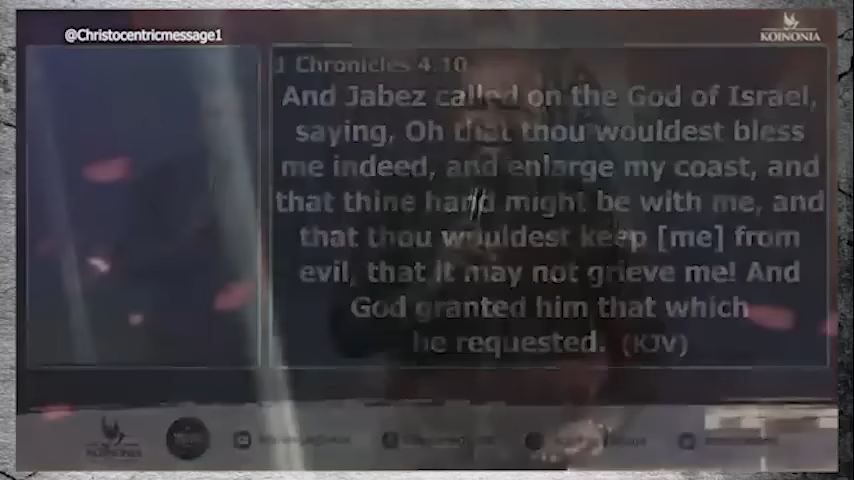 @Christocentricmessage1
KOINONIA
1 Chronicles 4:10
And Jabez called on the God of Israel,
saying, Oh that thou wouldest bless
me indeed, and enlarge my coast, and
that thine hand might be with me, and
that thou wouldest keep [me] from
evil, that it may not grieve me! And
God granted him that which
he requested. (KJV)
KOINONIA